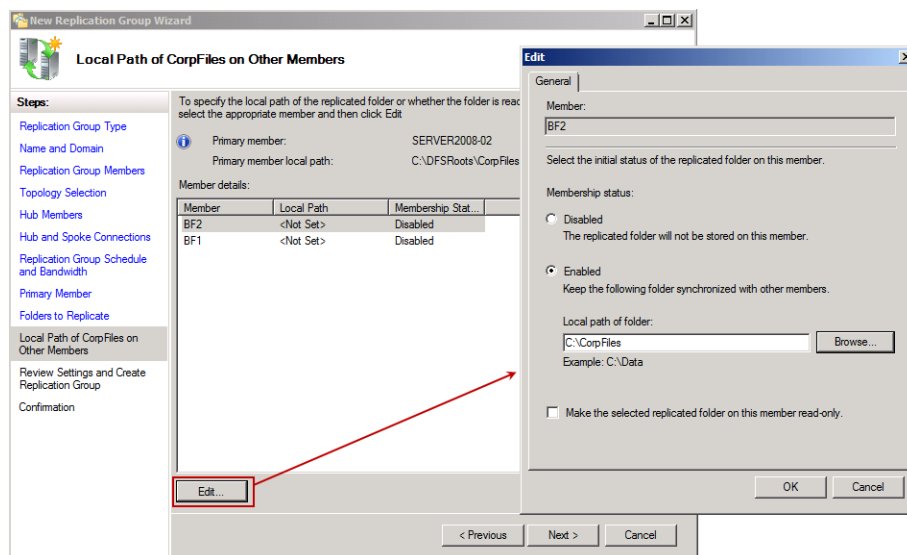 New Replication Group Wizard
Local Path of CorpFiles on Other Members
Steps:
Replication Group Type
Name and Domain
Replication Group Members
Topology Selection
Hub Members
Hub and Spoke Connections
Replication Group Schedule
and Bandwidth
Primary Member
Folders to Replicate
Local Path of CorpFiles on
Other Members
Review Settings and Create
Replication Group
Confirmation
To specify the local path of the replicated folder or whether the folder is
select the appropriate member and then click Edit
Primary member: SERVER2008-02
Primary member local path: C:\DFSRoots\CorpFiles
Member details:
Member Local Path Membership Stat...
BF2 <Not Set> Disabled
BF1 <Not Set> Disabled
Edit...
< Previous Next > Cancel
Edit
General
Member:
BF2
Select the initial status of the replicated folder on this member.
Membership status:
Disabled
The replicated folder will not be stored on this member.
Enabled
Keep the following folder synchronized with other members.
Local path of folder:
C:\CorpFiles Browse...
Example: C:\Data
Make the selected replicated folder on this member read-only.
OK Cancel